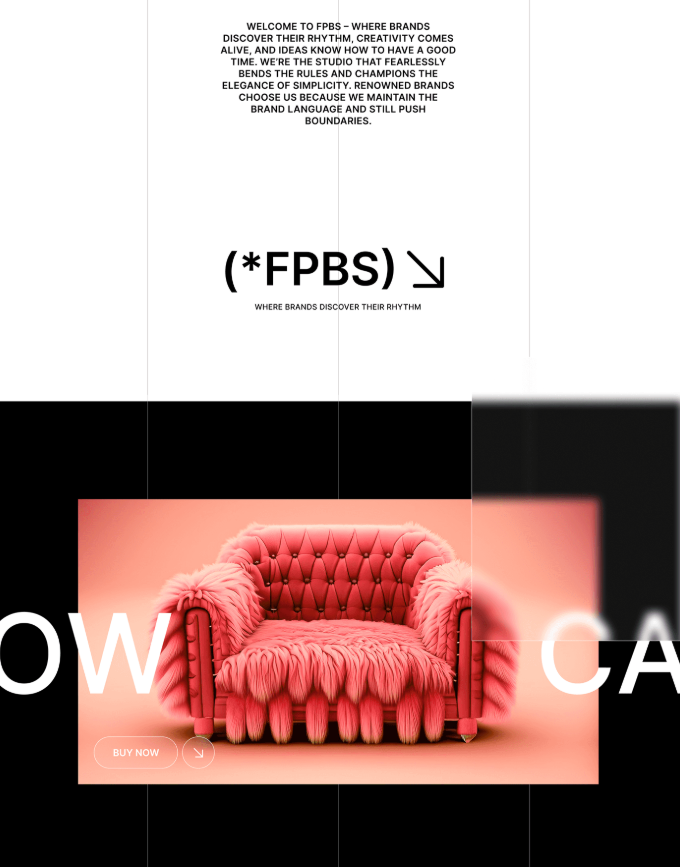 WELCOME TO FPBS – WHERE BRANDS
DISCOVER THEIR RHYTHM, CREATIVITY COMES
ALIVE, AND IDEAS KNOW HOW TO HAVE A GOOD
TIME. WE'RE THE STUDIO THAT FEARLESSLY
BENDS THE RULES AND CHAMPIONS THE
ELEGANCE OF SIMPLICITY. RENOWNED BRANDS
CHOOSE US BECAUSE WE MAINTAIN THE
BRAND LANGUAGE AND STILL PUSH
BOUNDARIES.
(*FPBS)
WHERE BRANDS DISCOVER THEIR RHYTHM
OW CA
BUY NOW